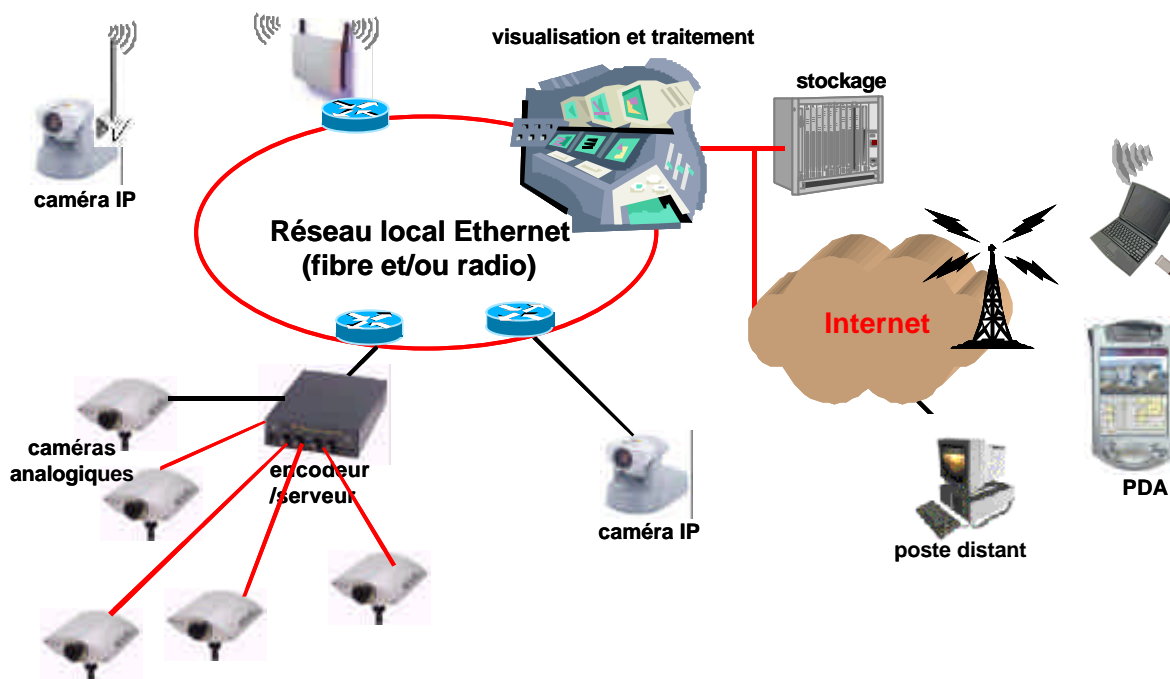 visualisation et traitement
stockage
caméra IP
Réseau local Ethernet
(fibre et/ou radio)
Internet
caméras
analogiques
encodeur
/serveur
caméra IP
PDA
poste distant